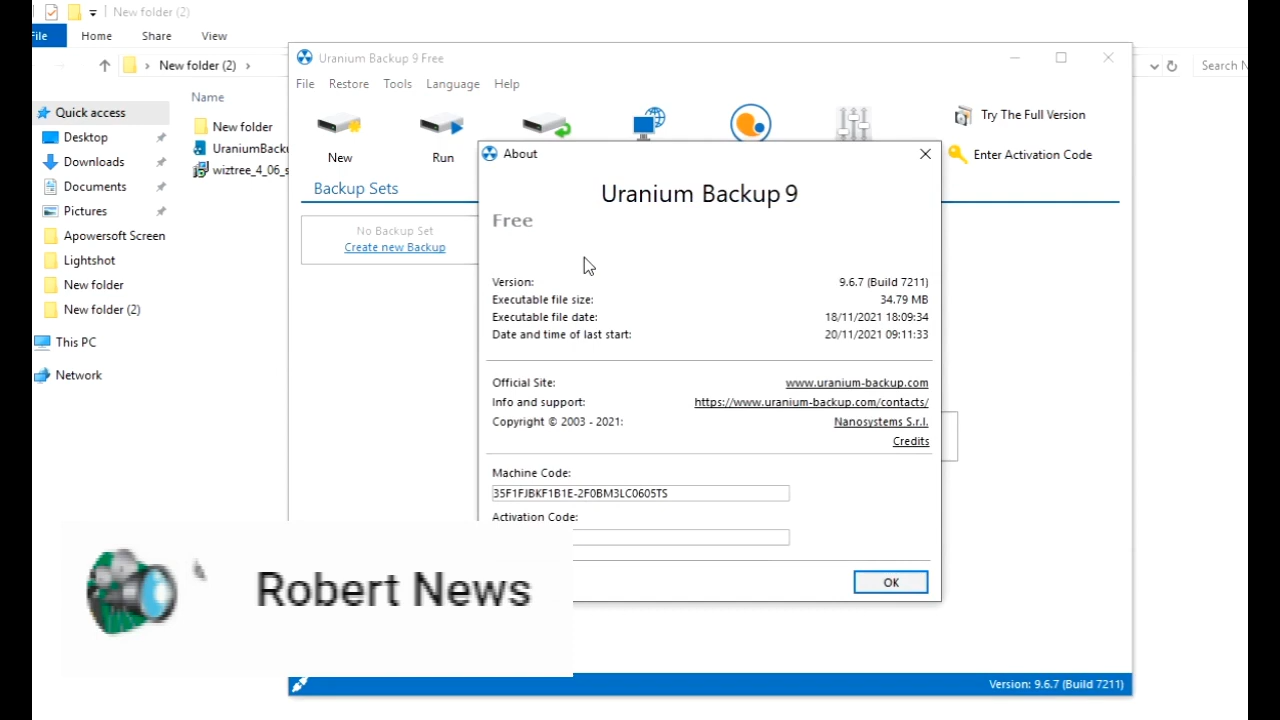 New folder (2)
File
Home
Share
View
New folder (2)
Search N
Quick access
Desktop
Downloads
Documents
Pictures
Apowersoft Screen
Lightshot
New folder
New folder (2)
This PC
Network
Name
New folder
UraniumBacku
wiztree_4_06_s
Uranium Backup 9 Free
File
Restore
Tools
Language
Help
New
Run
Try The Full Version
Enter Activation Code
Backup Sets
No Backup Set
Create new Backup
About
Uranium Backup 9
Free
Version: 9.6.7 (Build 7211)
Executable file size: 34.79 MB
Executable file date: 18/11/2021 18:09:34
Date and time of last start: 20/11/2021 09:11:33
Official Site: www.uranium-backup.com
Info and support: https://www.uranium-backup.com/contacts/
Copyright © 2003 - 2021: Nanosystems S.r.l.
Credits
Machine Code:
35F1FJBKF1B1E-2F0BM3LC0605TS
Activation Code:
OK
Robert News
Version: 9.6.7 (Build 7211)